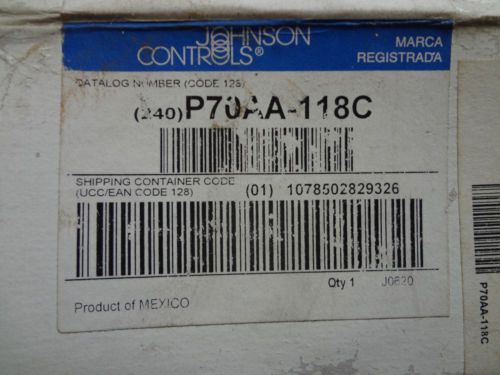 JOHNSON
CONTROLS®
MARCA
REGISTRADA
CATALOG NUMBER (CODE 128)
(240)P70AA-118C
SHIPPING CONTAINER CODE
(UCC/EAN CODE 128)
(01) 1078502829326
Qty 1 J0620
Product of MEXICO
P70AA-118C